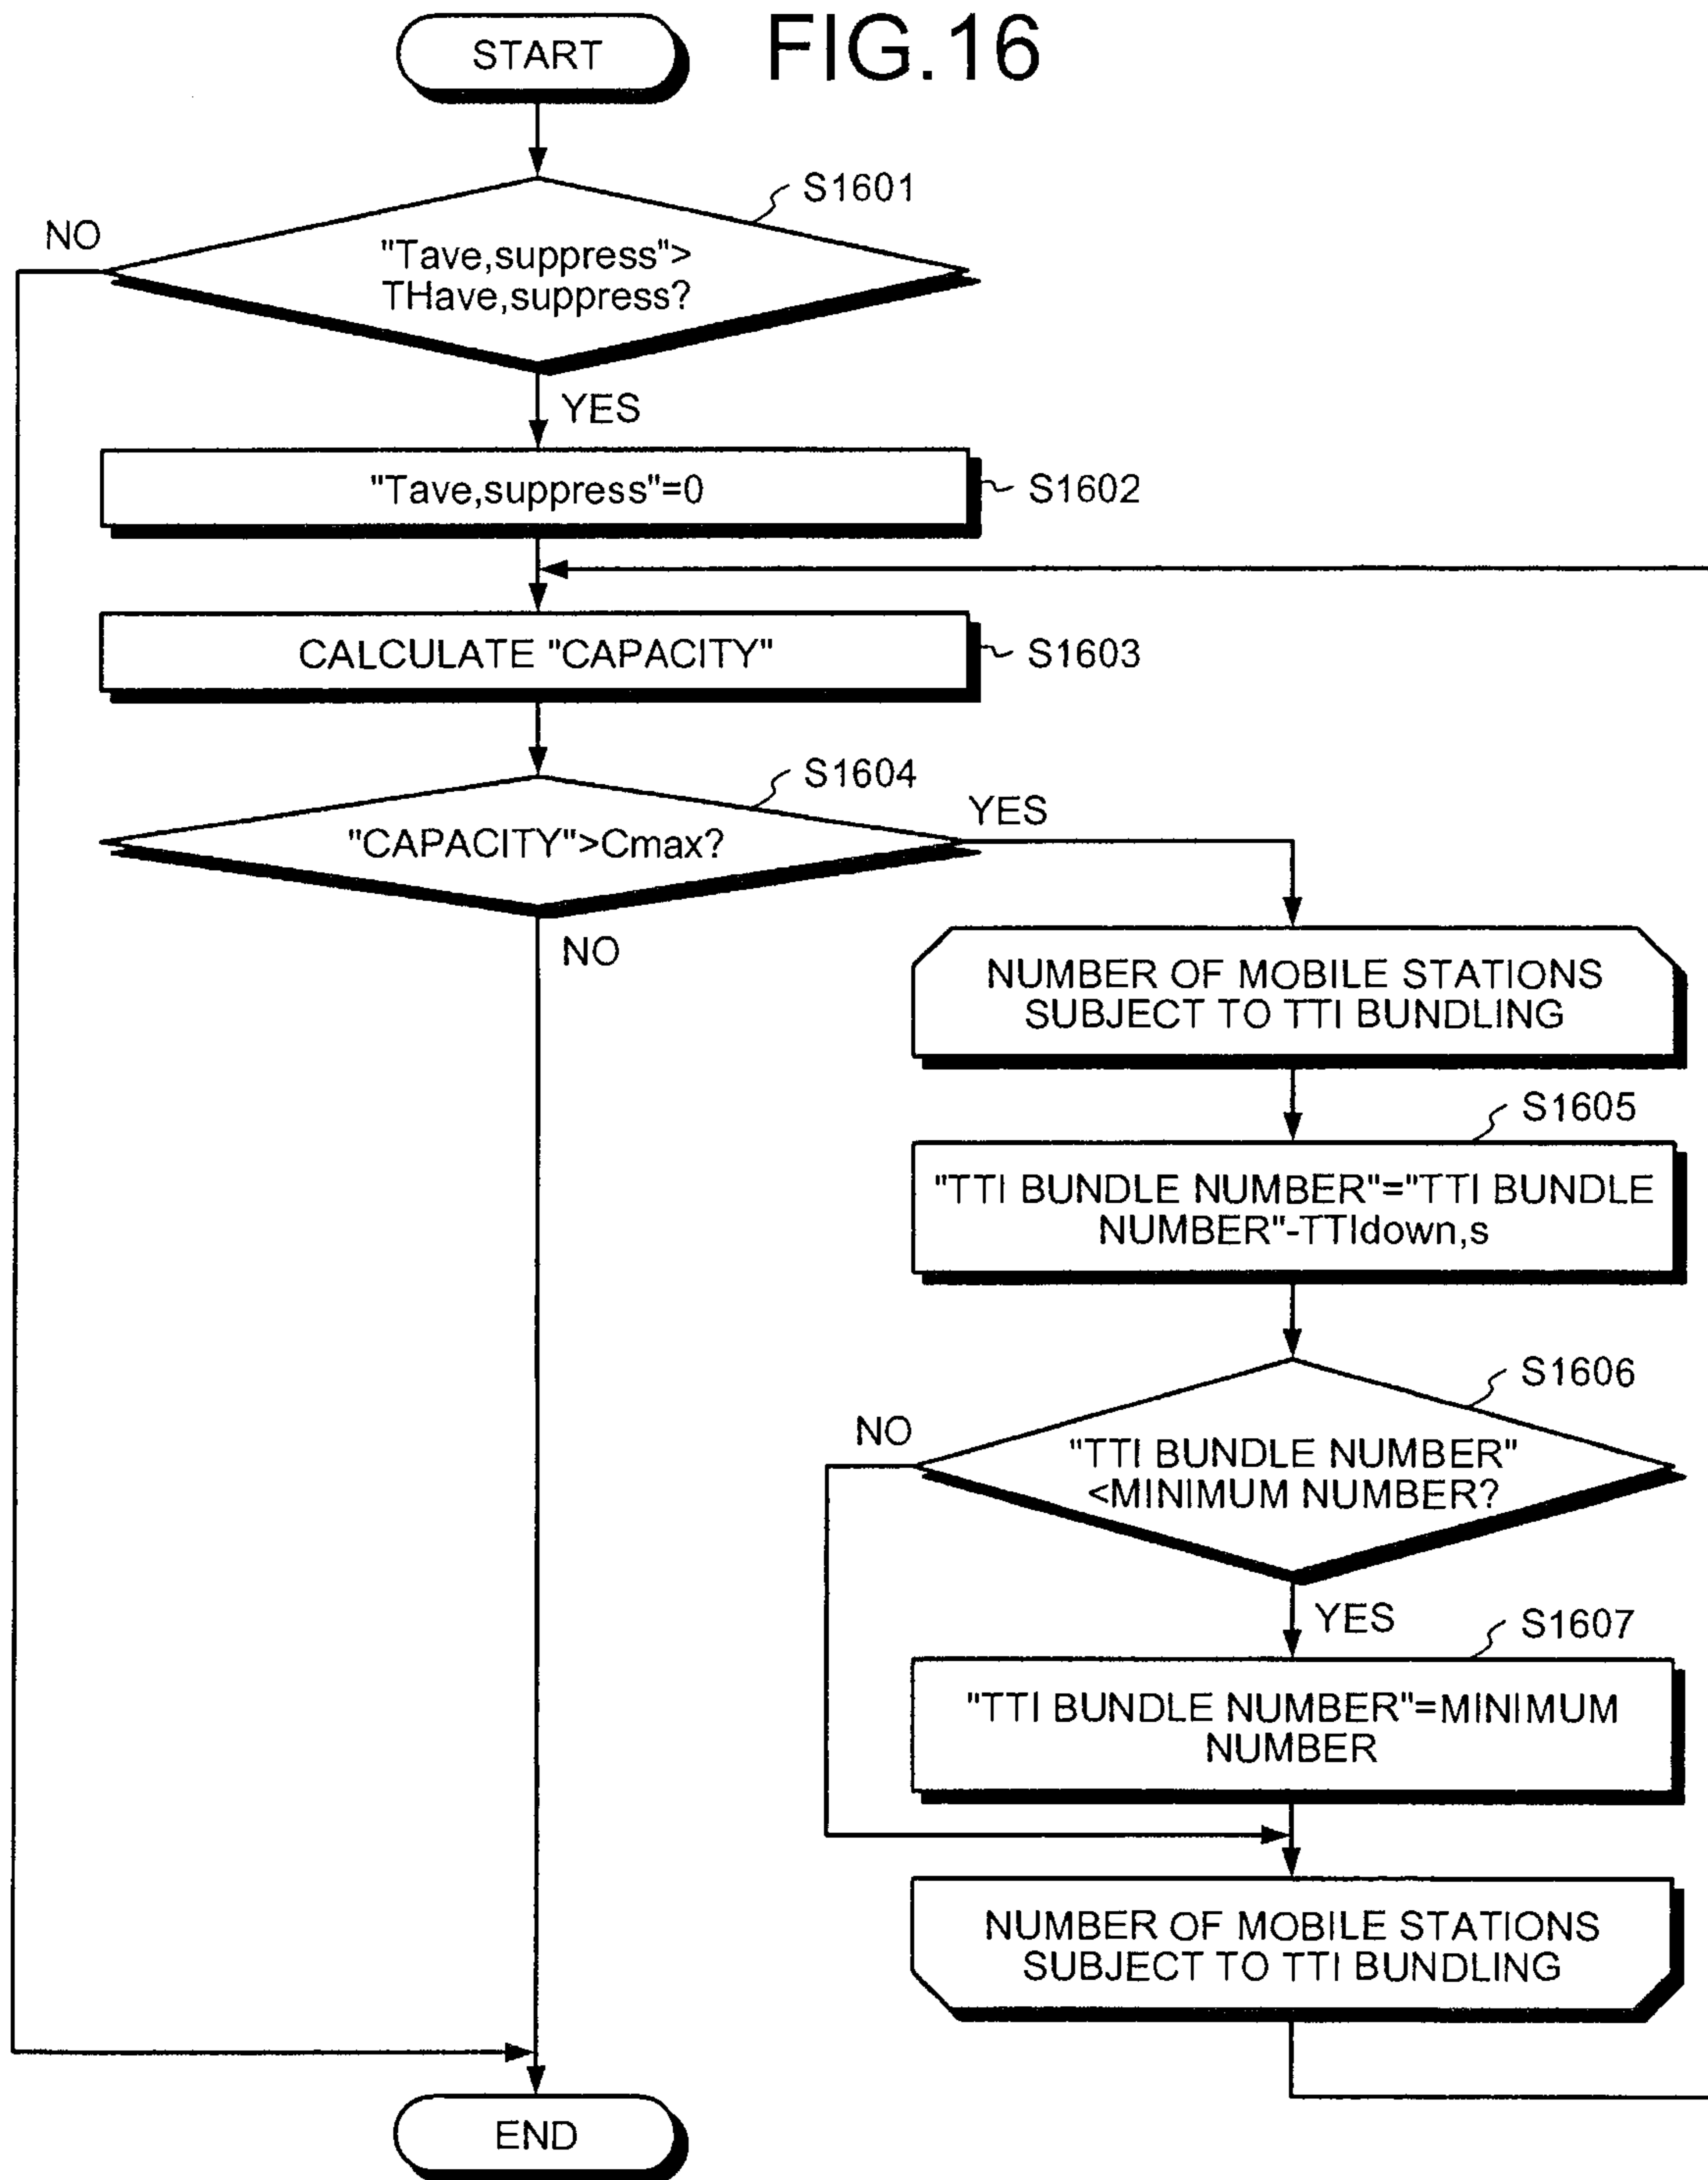 FIG.16
START
S1601
NO
"Tave,suppress">
THave,suppress?
YES
"Tave,suppress"=0
S1602
CALCULATE "CAPACITY"
S1603
S1604
"CAPACITY">Cmax?
YES
NO
NUMBER OF MOBILE STATIONS
SUBJECT TO TTI BUNDLING
S1605
"TTI BUNDLE NUMBER"="TTI BUNDLE
NUMBER"-TTIdown,s
S1606
NO
"TTI BUNDLE NUMBER"
<MINIMUM NUMBER?
YES
S1607
"TTI BUNDLE NUMBER"=MINIMUM
NUMBER
NUMBER OF MOBILE STATIONS
SUBJECT TO TTI BUNDLING
END